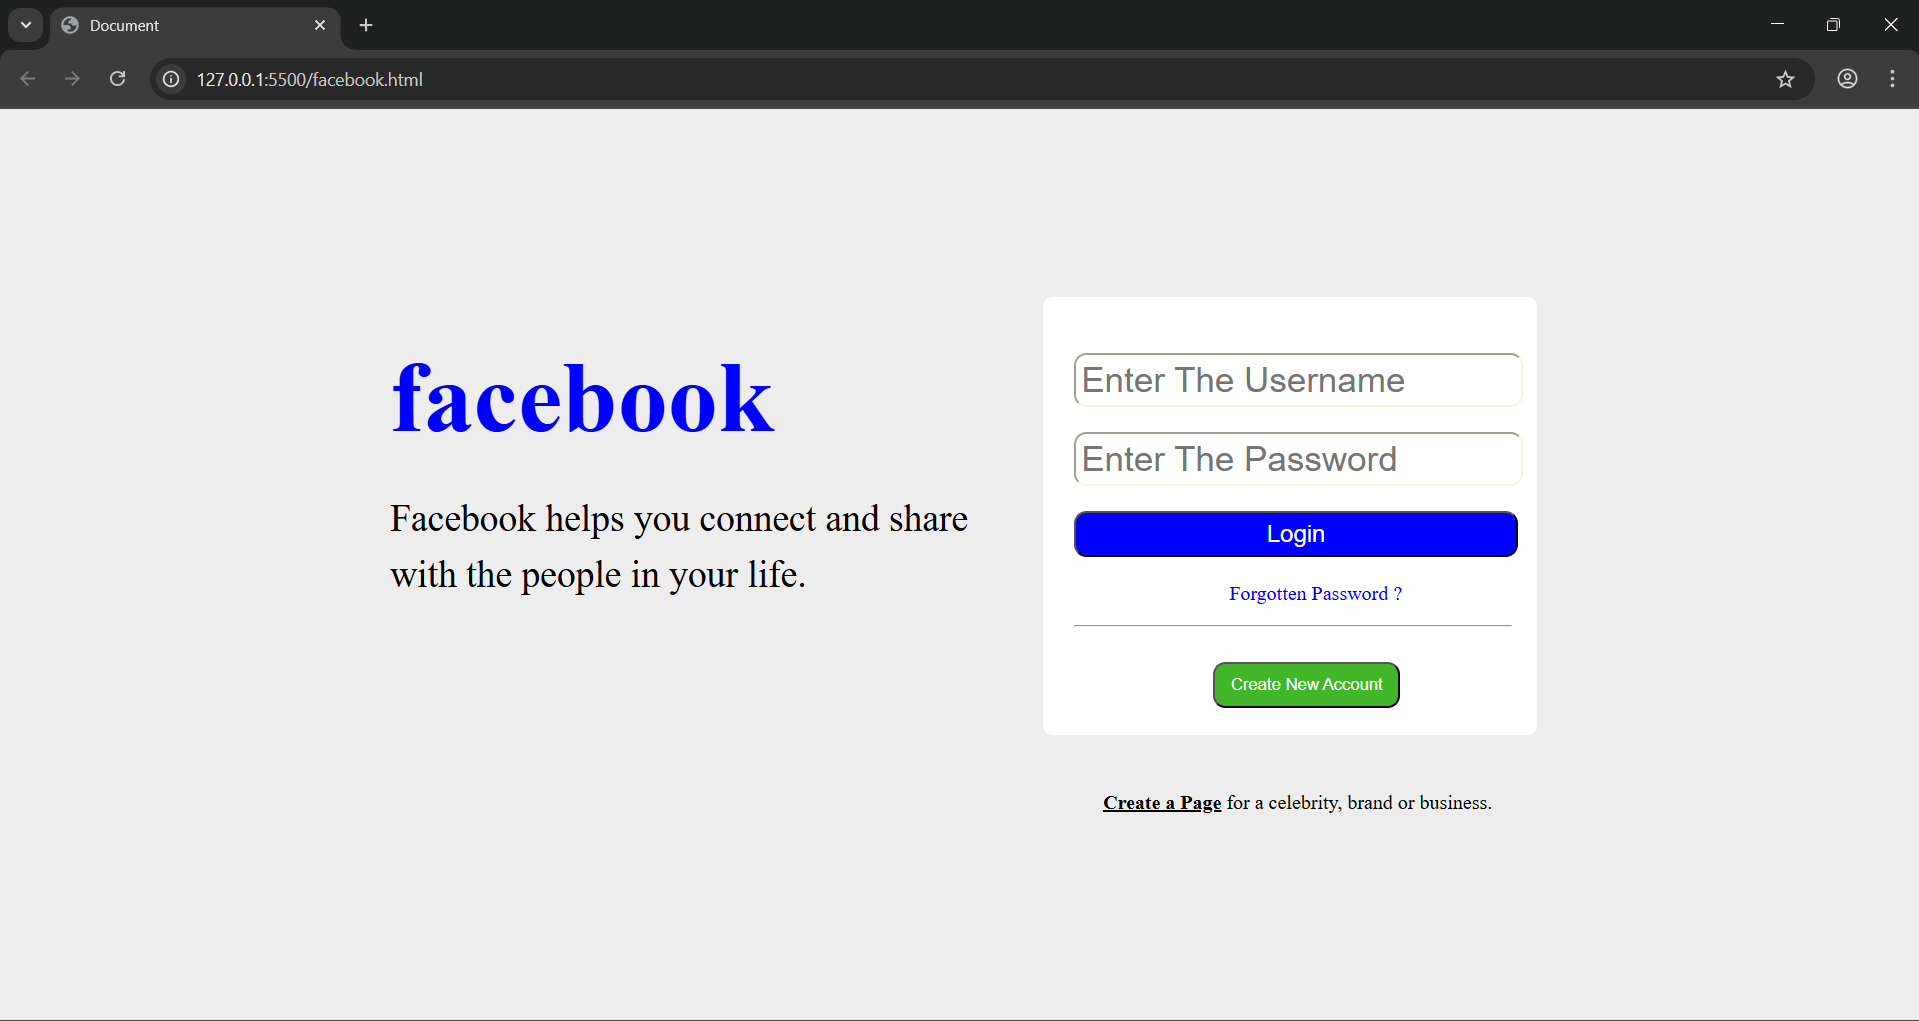 Document
127.0.0.1:5500/facebook.html
facebook
Facebook helps you connect and share
with the people in your life.
Enter The Username
Enter The Password
Login
Forgotten Password ?
Create New Account
Create a Page for a celebrity, brand or business.